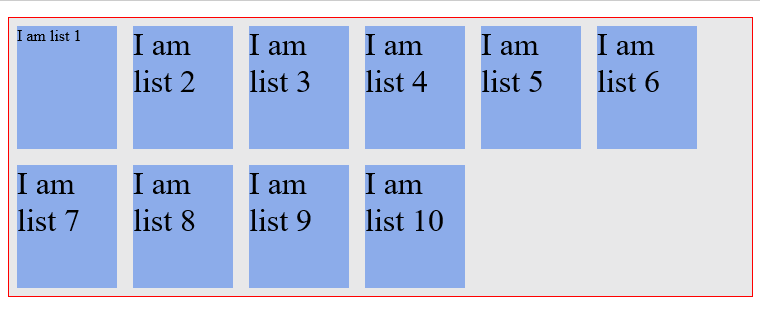 I am list 1
I am
list 2
I am
list 3
I am
list 4
I am
list 5
I am
list 6
I am
list 7
I am
list 8
I am
list 9
I am
list 10